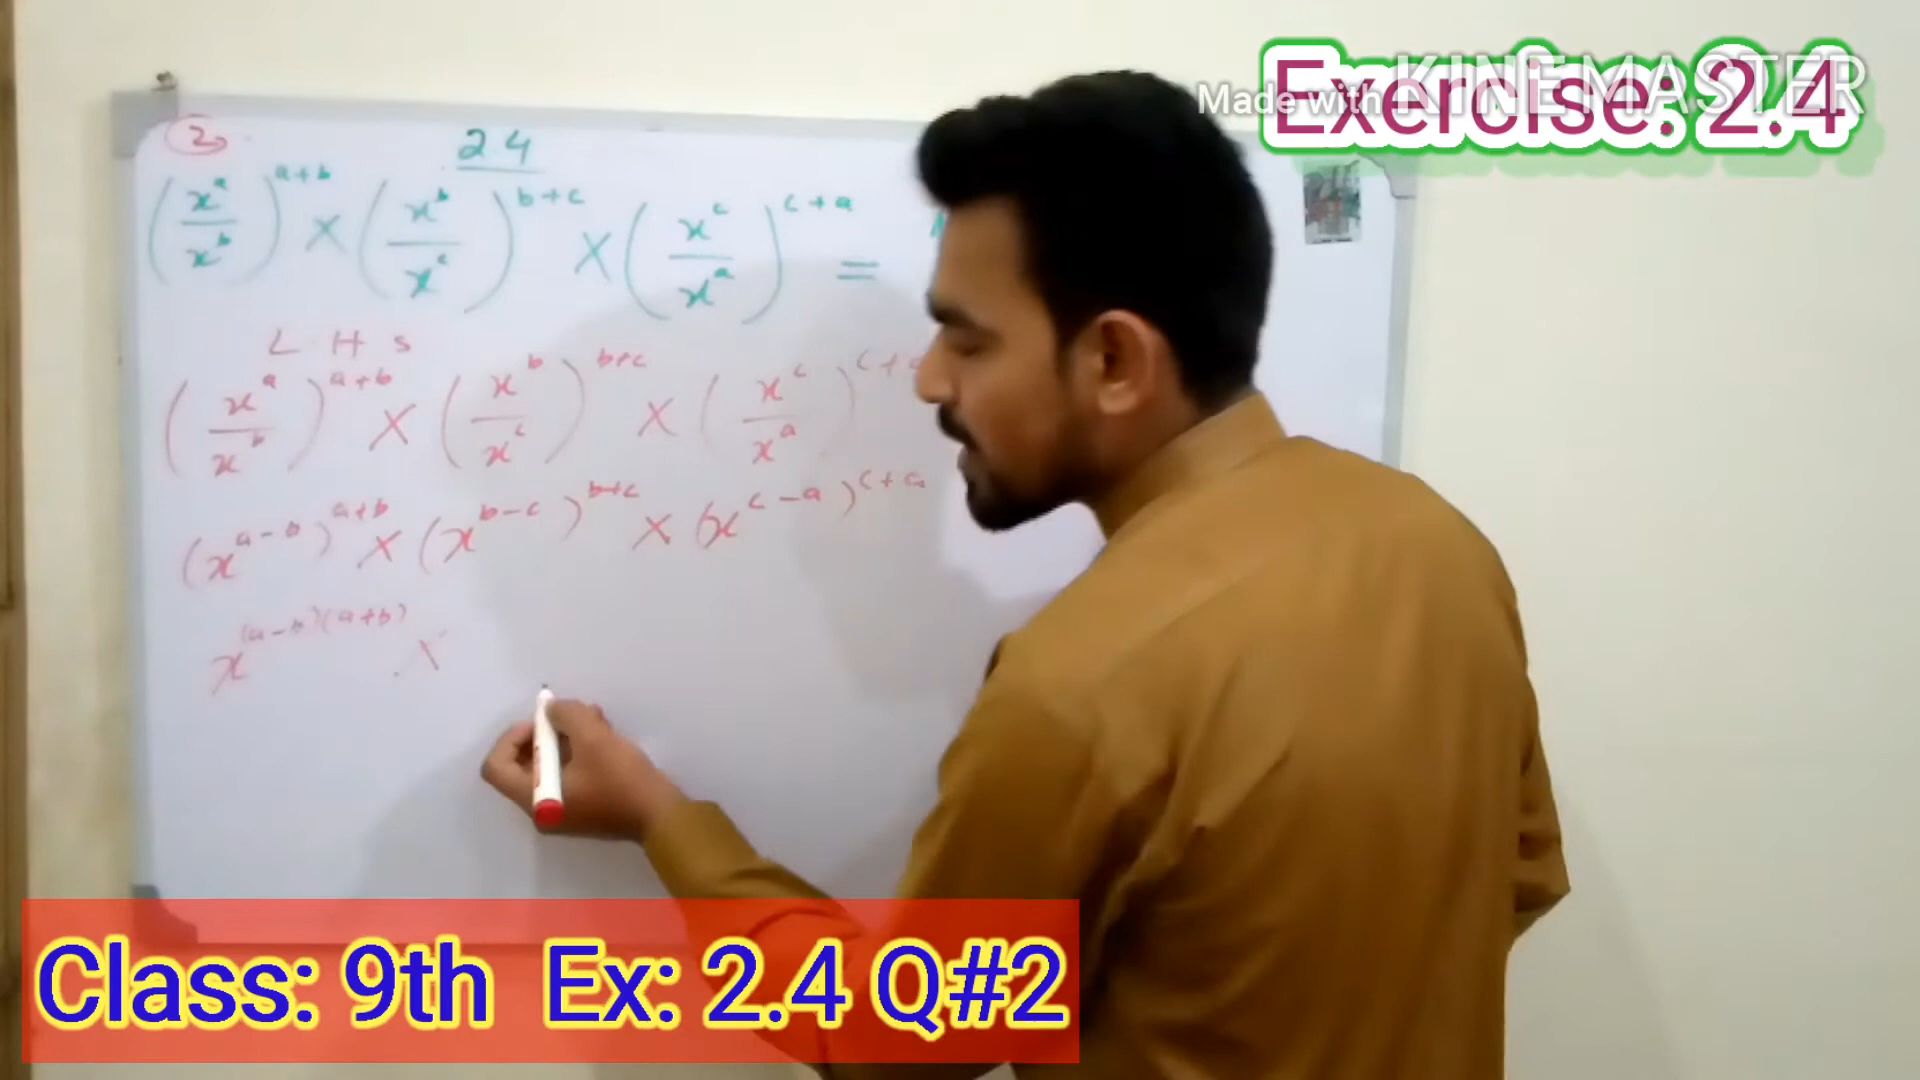 Made with KINEMASTER
Exercise: 2.4
2
2.4
(x^a/x^b)^{a+b} × (x^b/x^c)^{b+c} × (x^c/x^a)^{c+a} =
L.H.S
(x^a/x^b)^{a+b} × (x^b/x^c)^{b+c} × (x^c/x^a)^{c+
(x^{a-b})^{a+b} × (x^{b-c})^{b+c} × (x^{c-a})^{c+a}
x^{(a-b)(a+b)} ×
Class: 9th Ex: 2.4 Q#2